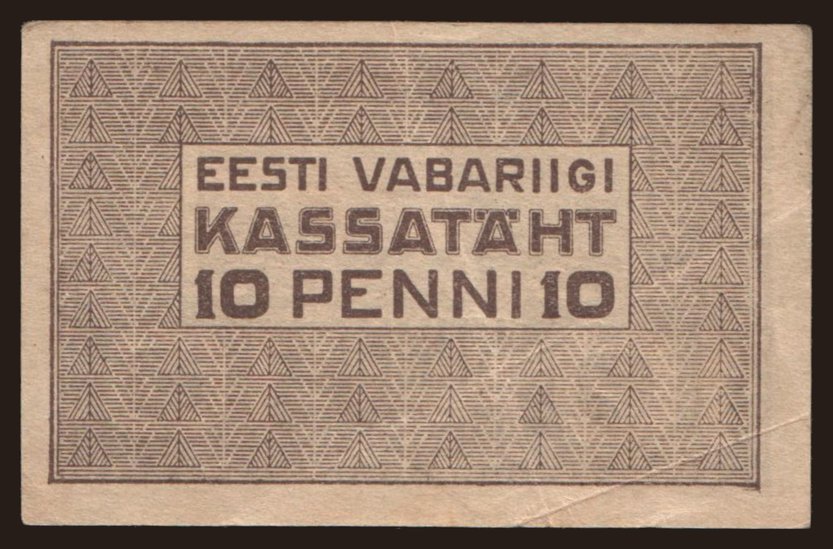 EESTI VABARIIGI
KASSATÄHT
10 PENNI 10